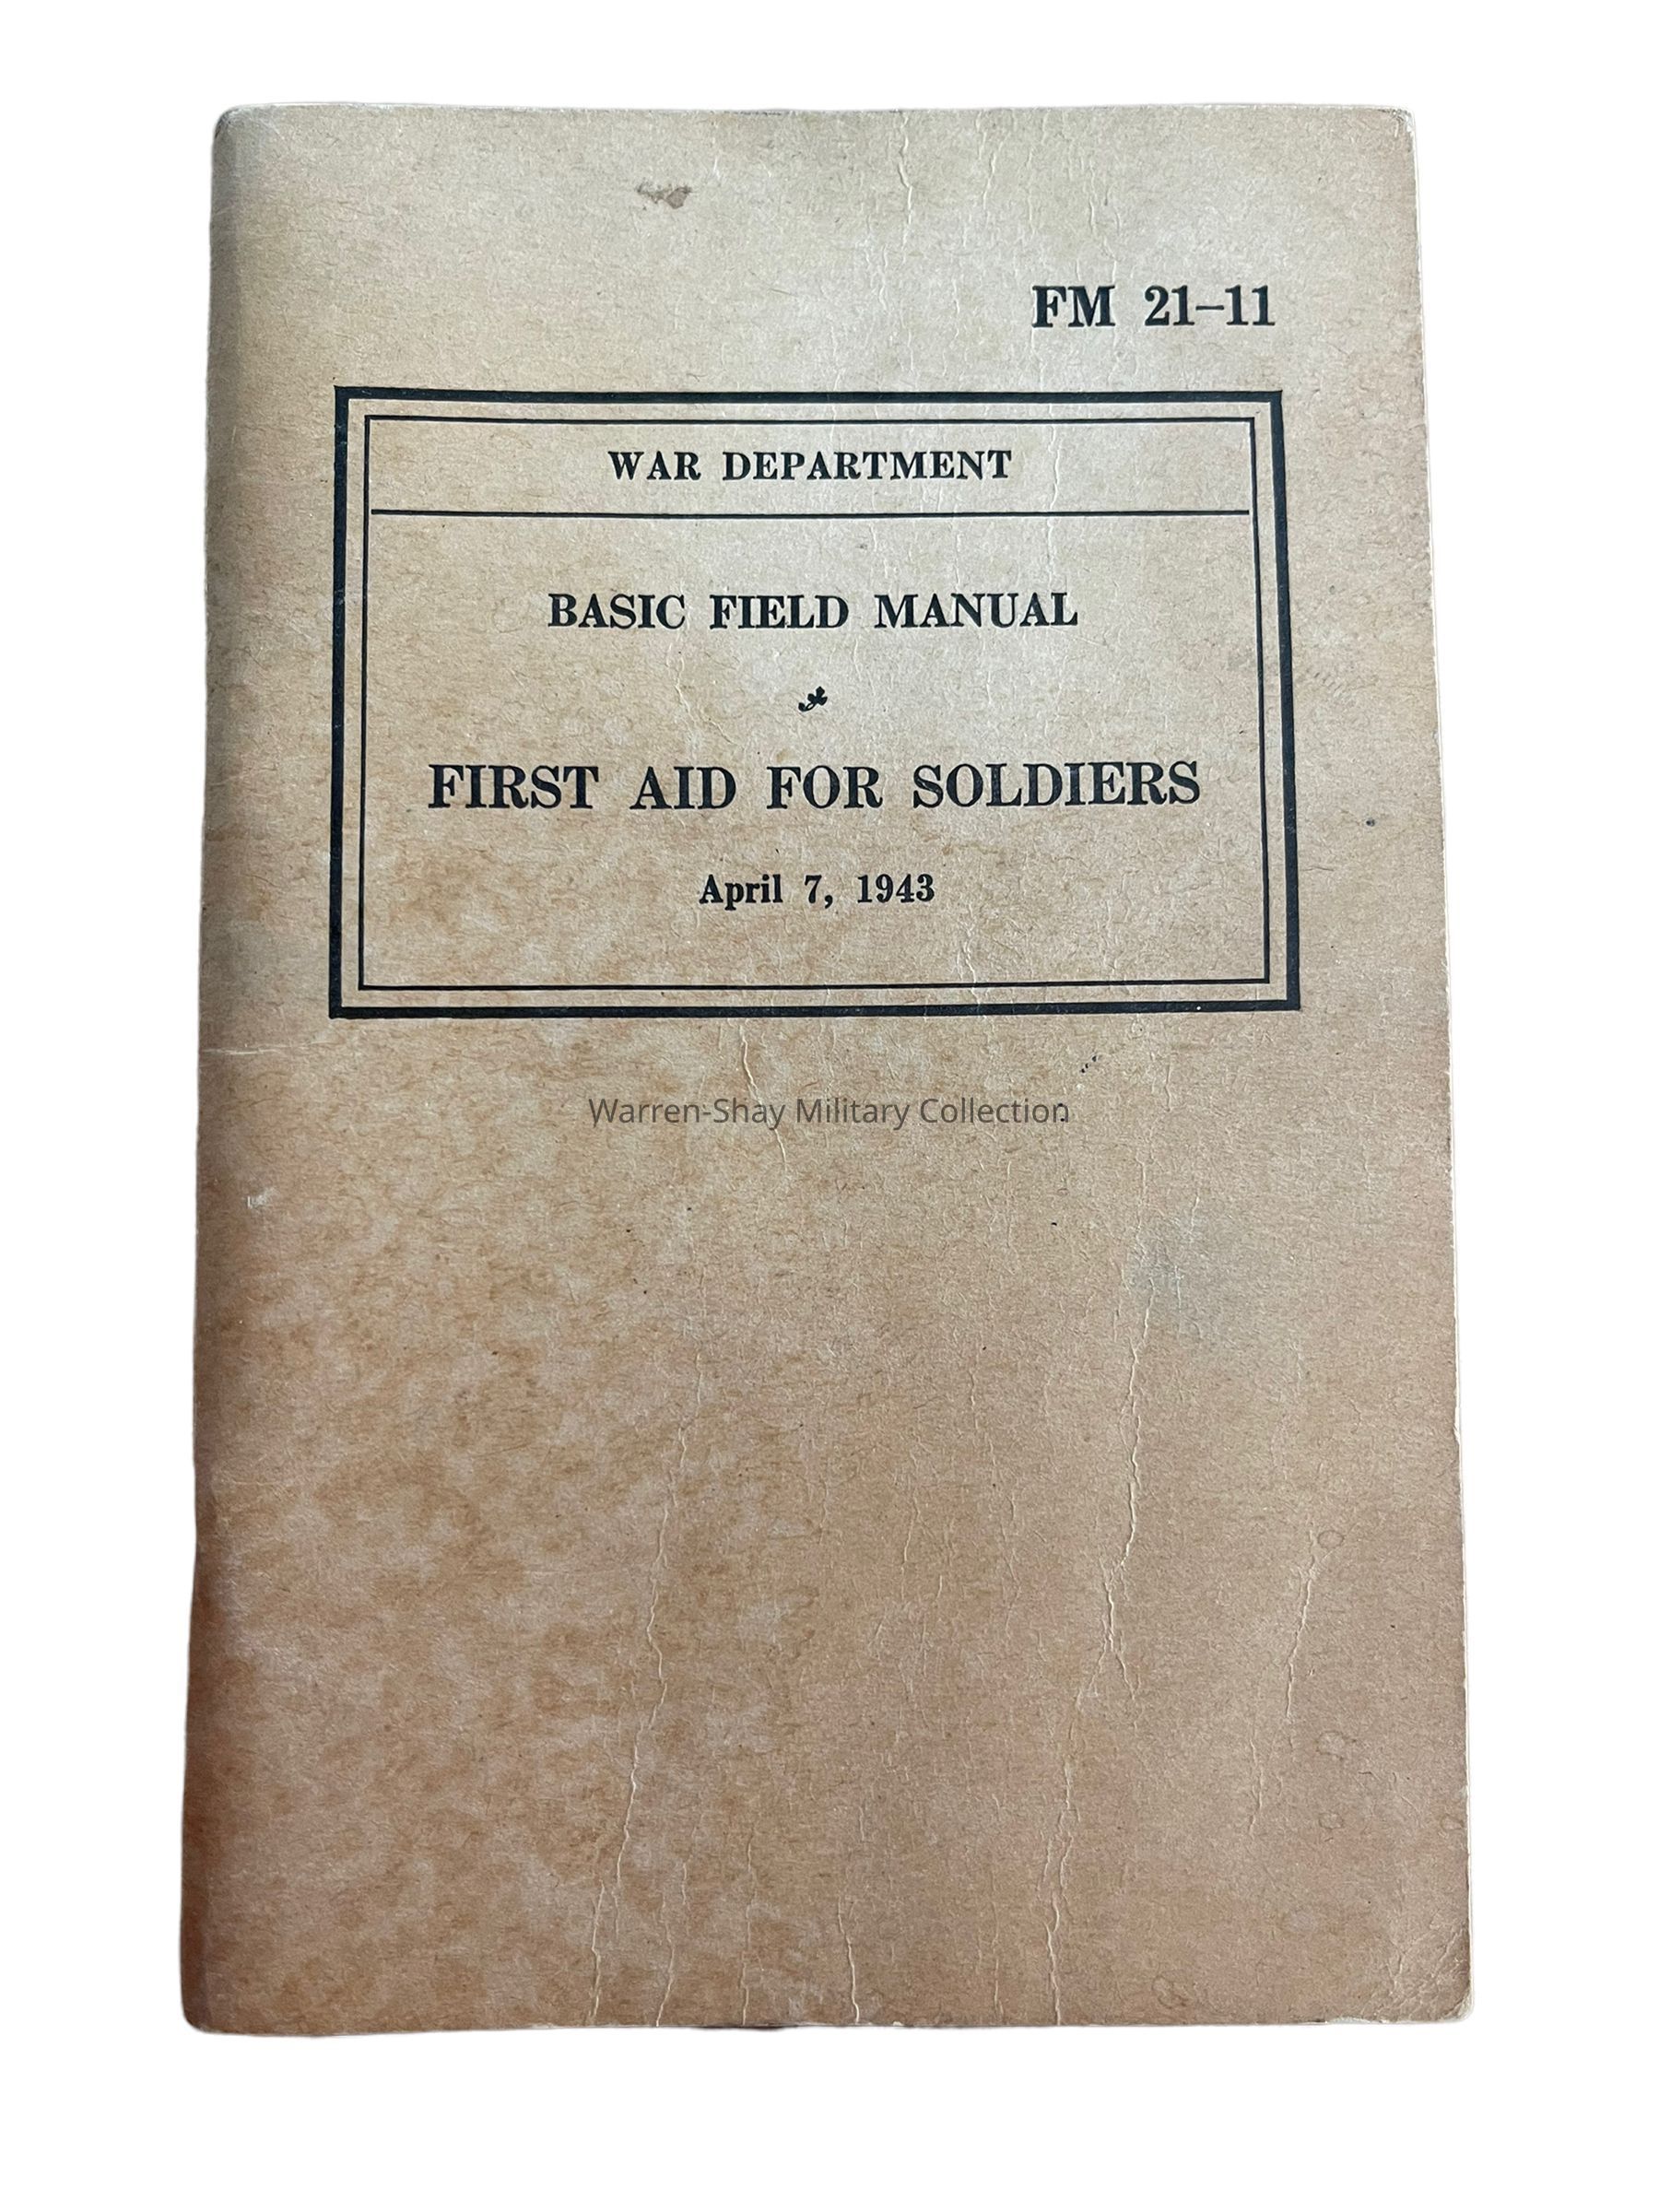 FM 21–11
WAR DEPARTMENT
BASIC FIELD MANUAL
FIRST AID FOR SOLDIERS
April 7, 1943
Warren-Shay Military Collection